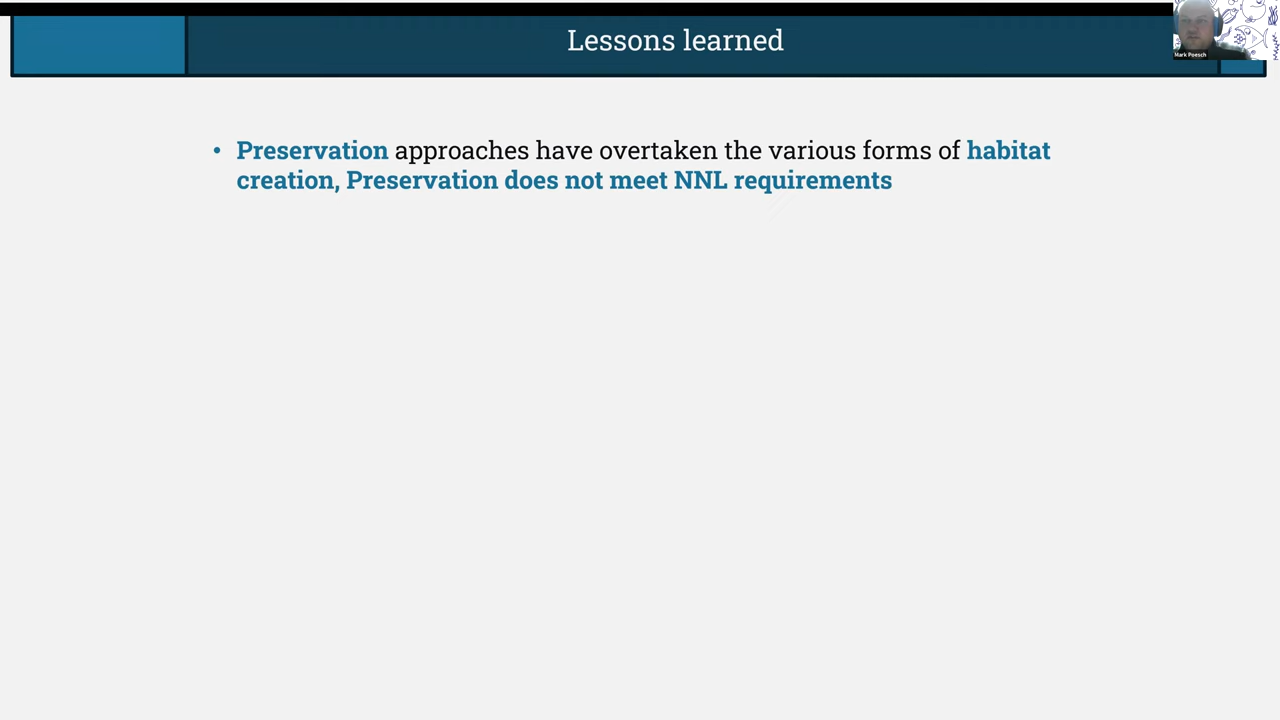 Lessons learned
Mark Poesch
• Preservation approaches have overtaken the various forms of habitat
creation, Preservation does not meet NNL requirements